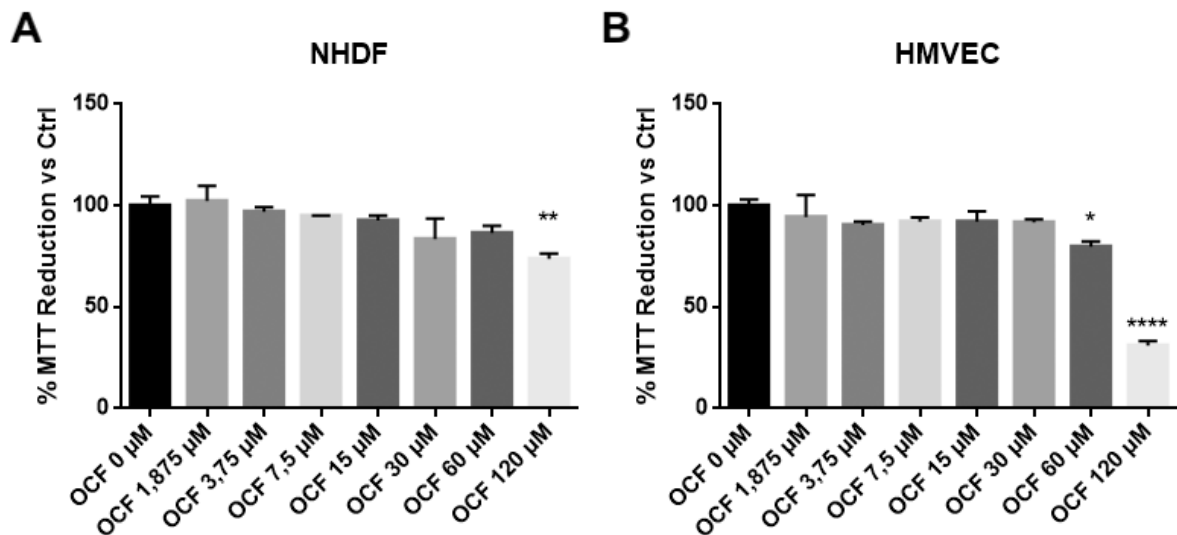 A
NHDF
% MTT Reduction vs Ctrl
150
100
50
0
**
OCF 0 µM
OCF 1,875 µM
OCF 3,75 µM
OCF 7,5 µM
OCF 15 µM
OCF 30 µM
OCF 60 µM
OCF 120 µM
B
HMVEC
% MTT Reduction vs Ctrl
150
100
50
0
*
****
OCF 0 µM
OCF 1,875 µM
OCF 3,75 µM
OCF 7,5 µM
OCF 15 µM
OCF 30 µM
OCF 60 µM
OCF 120 µM